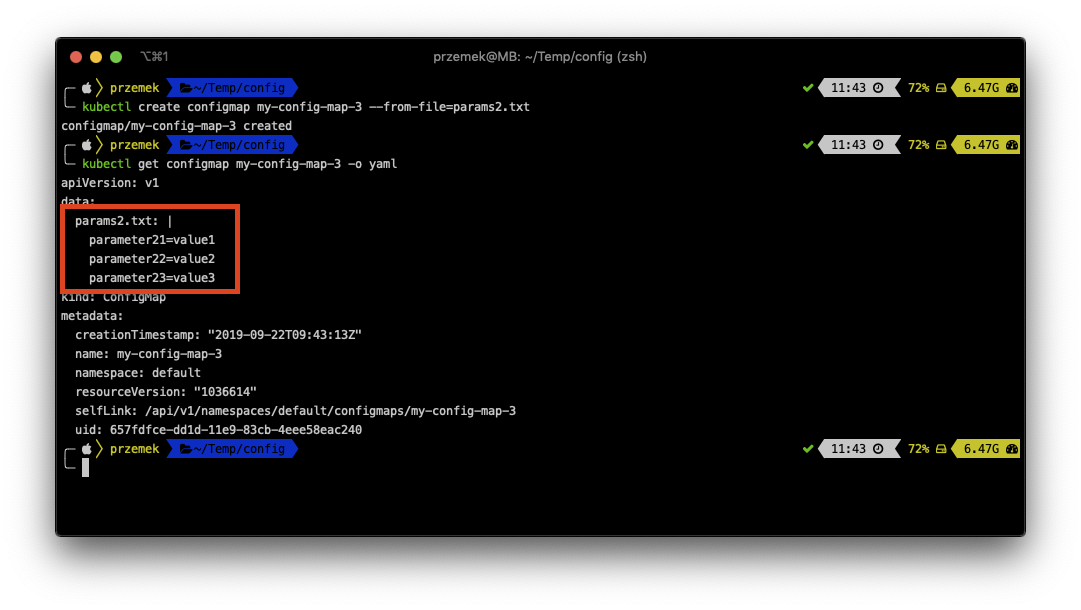 ⌥⌘1 przemek@MB: ~/Temp/config (zsh)
przemek ~/Temp/config 11:43 72% 6.47G
kubectl create configmap my-config-map-3 --from-file=params2.txt
configmap/my-config-map-3 created
przemek ~/Temp/config 11:43 72% 6.47G
kubectl get configmap my-config-map-3 -o yaml
apiVersion: v1
data:
  params2.txt: |
    parameter21=value1
    parameter22=value2
    parameter23=value3
kind: ConfigMap
metadata:
  creationTimestamp: "2019-09-22T09:43:13Z"
  name: my-config-map-3
  namespace: default
  resourceVersion: "1036614"
  selfLink: /api/v1/namespaces/default/configmaps/my-config-map-3
  uid: 657fdfce-dd1d-11e9-83cb-4eee58eac240
przemek ~/Temp/config 11:43 72% 6.47G